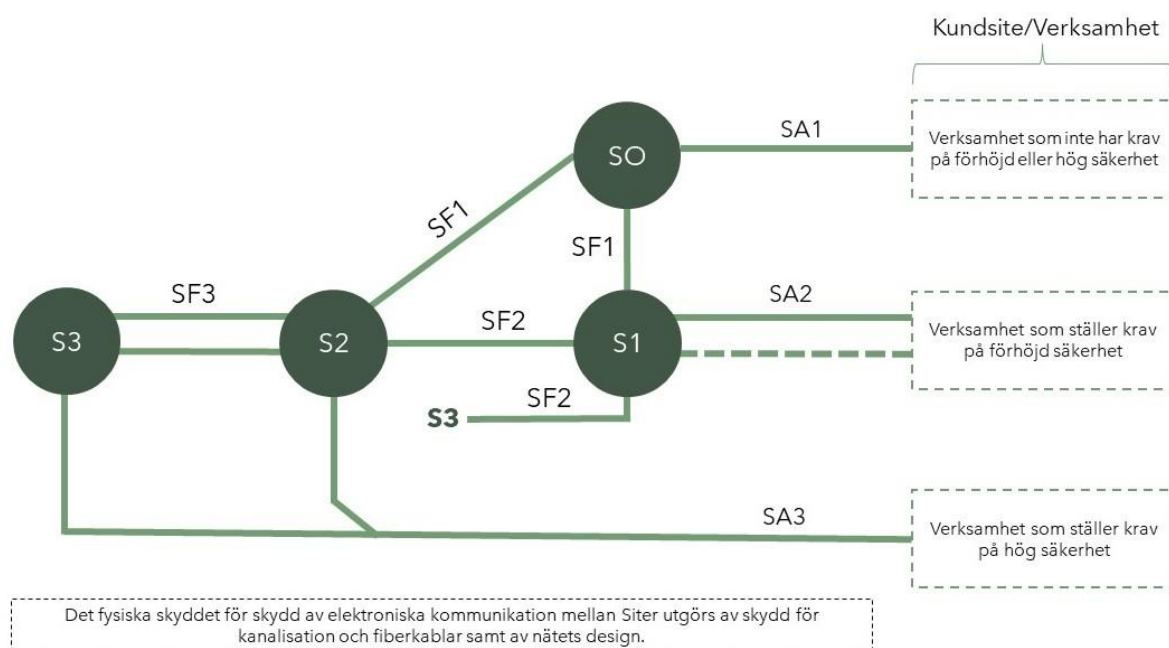 Kundsite/Verksamhet
SO
SA1
Verksamhet som inte har krav
på förhöjd eller hög säkerhet
SF1
SF1
S3
SF3
S2
SF2
S1
SA2
Verksamhet som ställer krav
på förhöjd säkerhet
S3
SF2
SA3
Verksamhet som ställer krav
på hög säkerhet
Det fysiska skyddet för skydd av elektroniska kommunikation mellan Siter utgörs av skydd för
kanalisation och fiberkablar samt av nätets design.